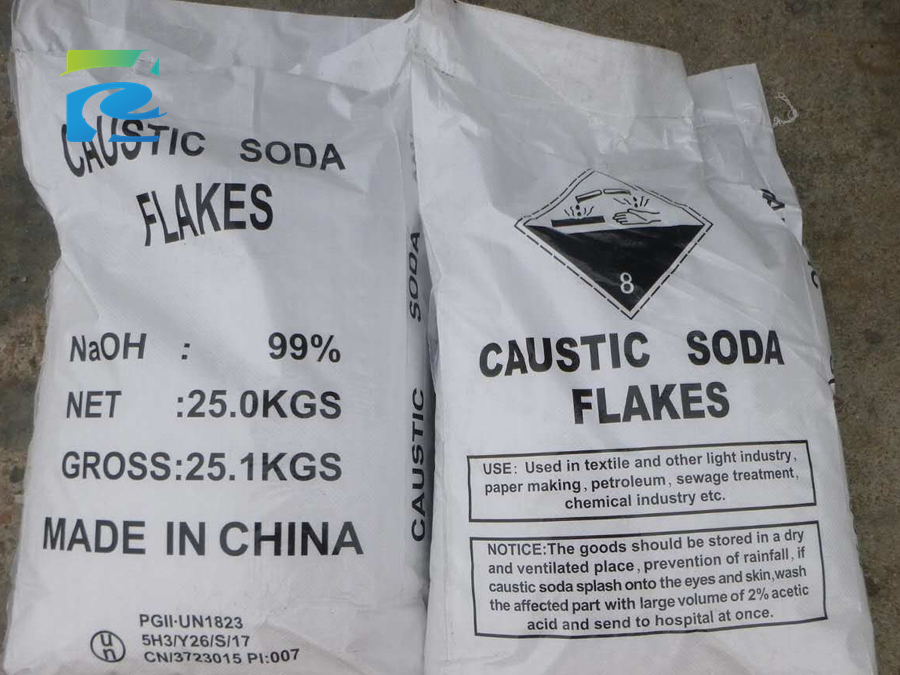 CAUSTIC SODA
FLAKES
NaOH : 99%
NET :25.0KGS
GROSS:25.1KGS
MADE IN CHINA
PGII·UN1823
un
5H3/Y26/S/17
CN/3723015 PI:007
CAUSTIC SODA
8
CAUSTIC SODA
FLAKES
USE: Used in textile and other light industry,
paper making, petroleum, sewage treatment,
chemical industry etc.
NOTICE:The goods should be stored in a dry
and ventilated place, prevention of rainfall, if
caustic soda splash onto the eyes and skin,wash
the affected part with large volume of 2% acetic
acid and send to hospital at once.